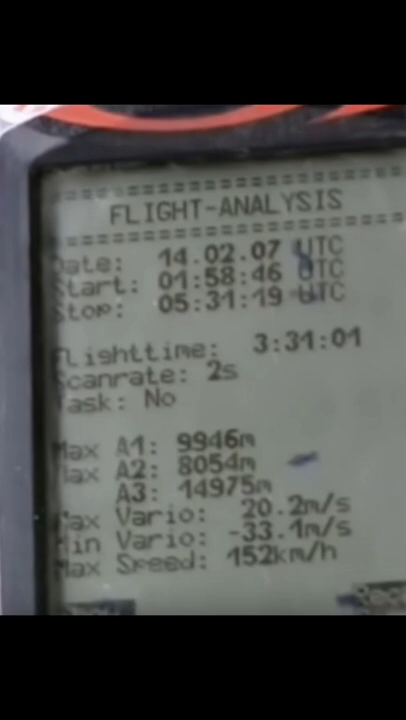 FLIGHT-ANALYSIS
Date: 14.02.07 UTC
Start: 01:58:46 UTC
Stop: 05:31:19 UTC
Flighttime: 3:31:01
Scanrate: 2s
Task: No
Max A1: 9946m
Max A2: 8054m
A3: 14975m
Max Vario: 20.2m/s
Min Vario: -33.1m/s
Max Speed: 152km/h